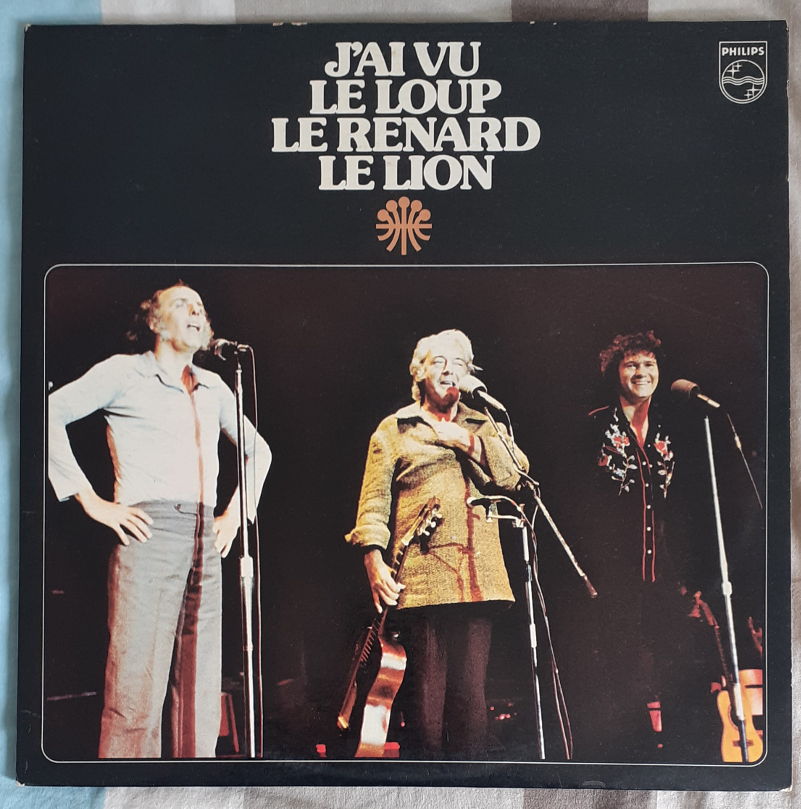 J'AI VU
LE LOUP
LE RENARD
LE LION
PHILIPS